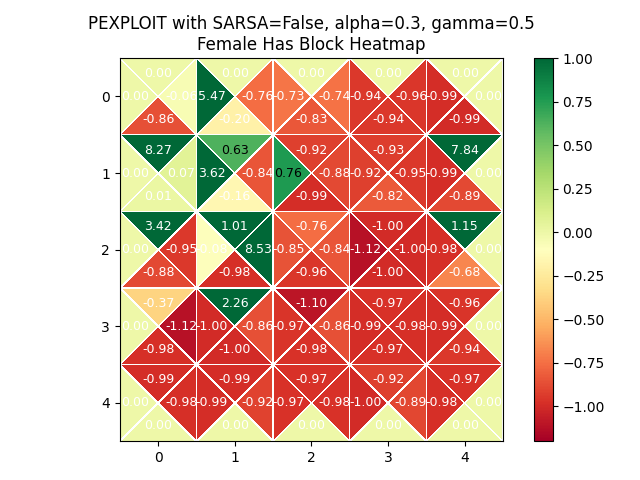 PEXPLOIT with SARSA=False, alpha=0.3, gamma=0.5
Female Has Block Heatmap
0.00 0.00 0.00 0.00 0.00
0 0.00 5.47 -0.76 -0.73 -0.74 -0.94 -0.96 -0.99 0.00
-0.86 -0.20 -0.83 -0.94 -0.99
8.27 0.63 -0.92 -0.93 7.84
1 0.00 0.07 3.62 -0.84 0.76 -0.88 -0.92 -0.95 -0.99 0.00
0.01 -0.99 -0.82 -0.89
3.42 1.01 -0.76 -1.00 1.15
2 0.00 -0.95 8.53 -0.85 -0.84 -1.12 -1.00 -0.98 0.00
-0.88 -0.98 -0.96 -1.00 -0.68
-0.37 2.26 -1.10 -0.97 -0.96
3 0.00 -1.12 -1.00 -0.86 -0.97 -0.86 -0.99 -0.98 -0.99 0.00
-0.98 -1.00 -0.98 -0.97 -0.94
-0.99 -0.99 -0.97 -0.92 -0.97
4 0.00 -0.98 -0.99 -0.92 -0.97 -0.98 -1.00 -0.89 -0.98 0.00
0.00 0.00 0.00 0.00 0.00
0 1 2 3 4
1.00
0.75
0.50
0.25
0.00
−0.25
−0.50
−0.75
−1.00